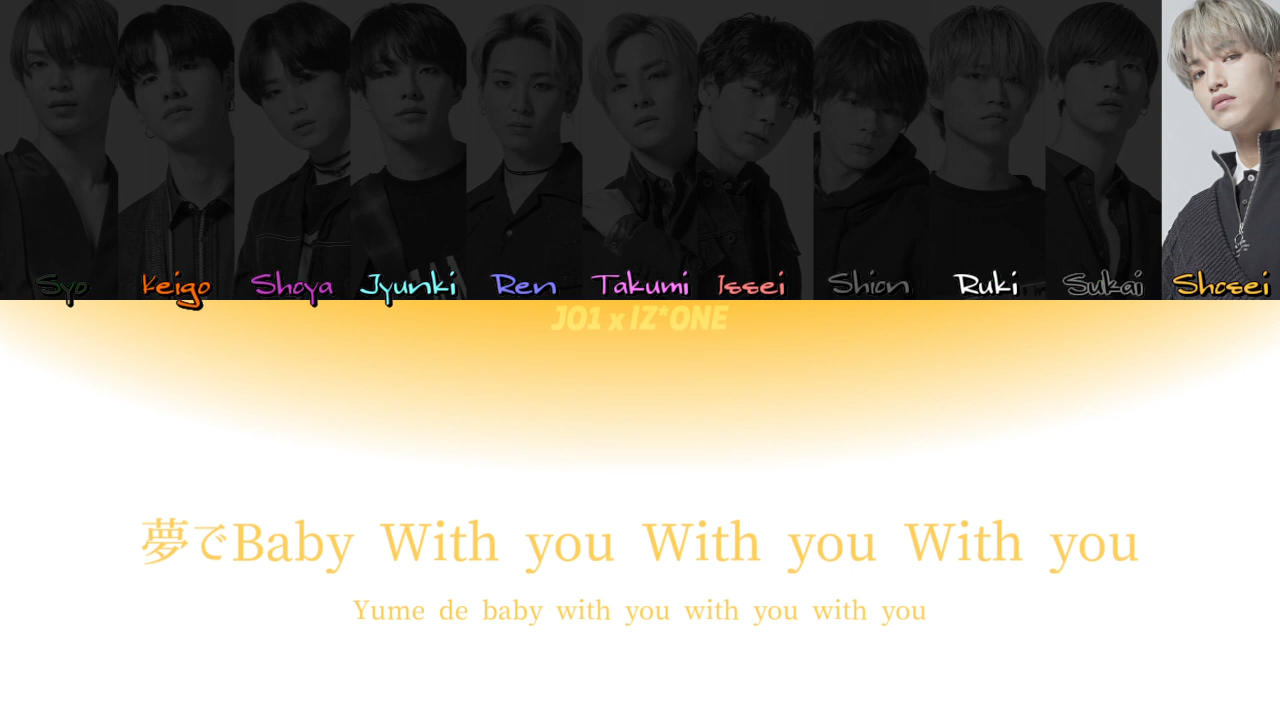 Syo Keigo Shoya Jyunki Ren Takumi Issei Shion Ruki Sukai Shosei
JO1 x IZ*ONE
夢でBaby With you With you With you
Yume de baby with you with you with you